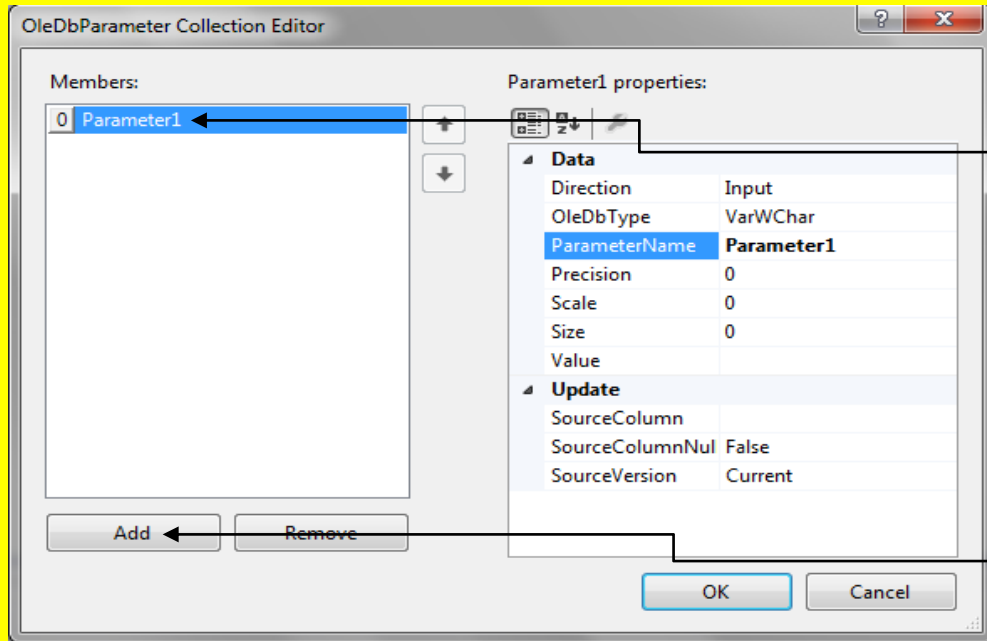 OleDbParameter Collection Editor
Members:
0 Parameter1
Add Remove
Parameter1 properties:
Data
Direction Input
OleDbType VarWChar
ParameterName Parameter1
Precision 0
Scale 0
Size 0
Value
Update
SourceColumn
SourceColumnNul False
SourceVersion Current
OK Cancel